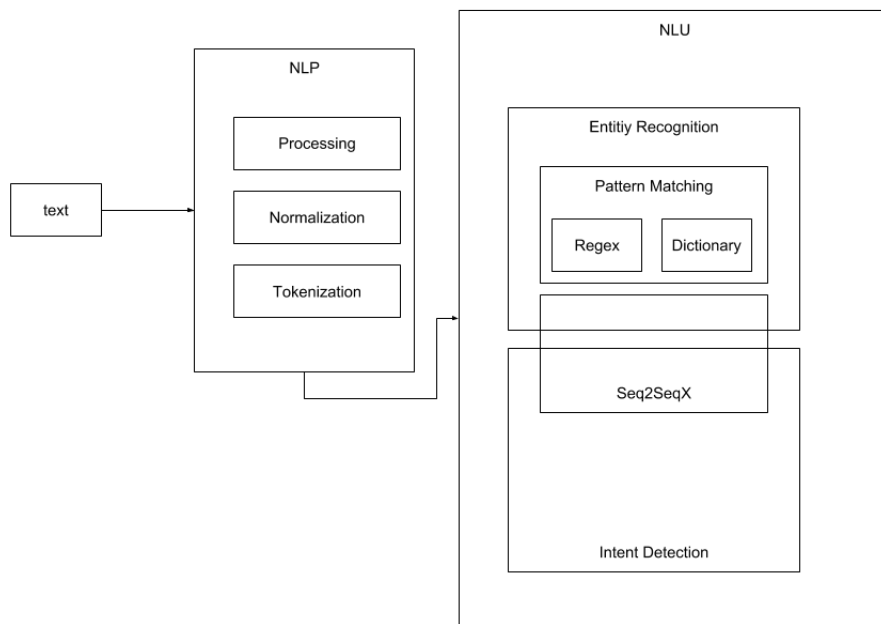 text
NLP
Processing
Normalization
Tokenization
NLU
Entitiy Recognition
Pattern Matching
Regex
Dictionary
Seq2SeqX
Intent Detection